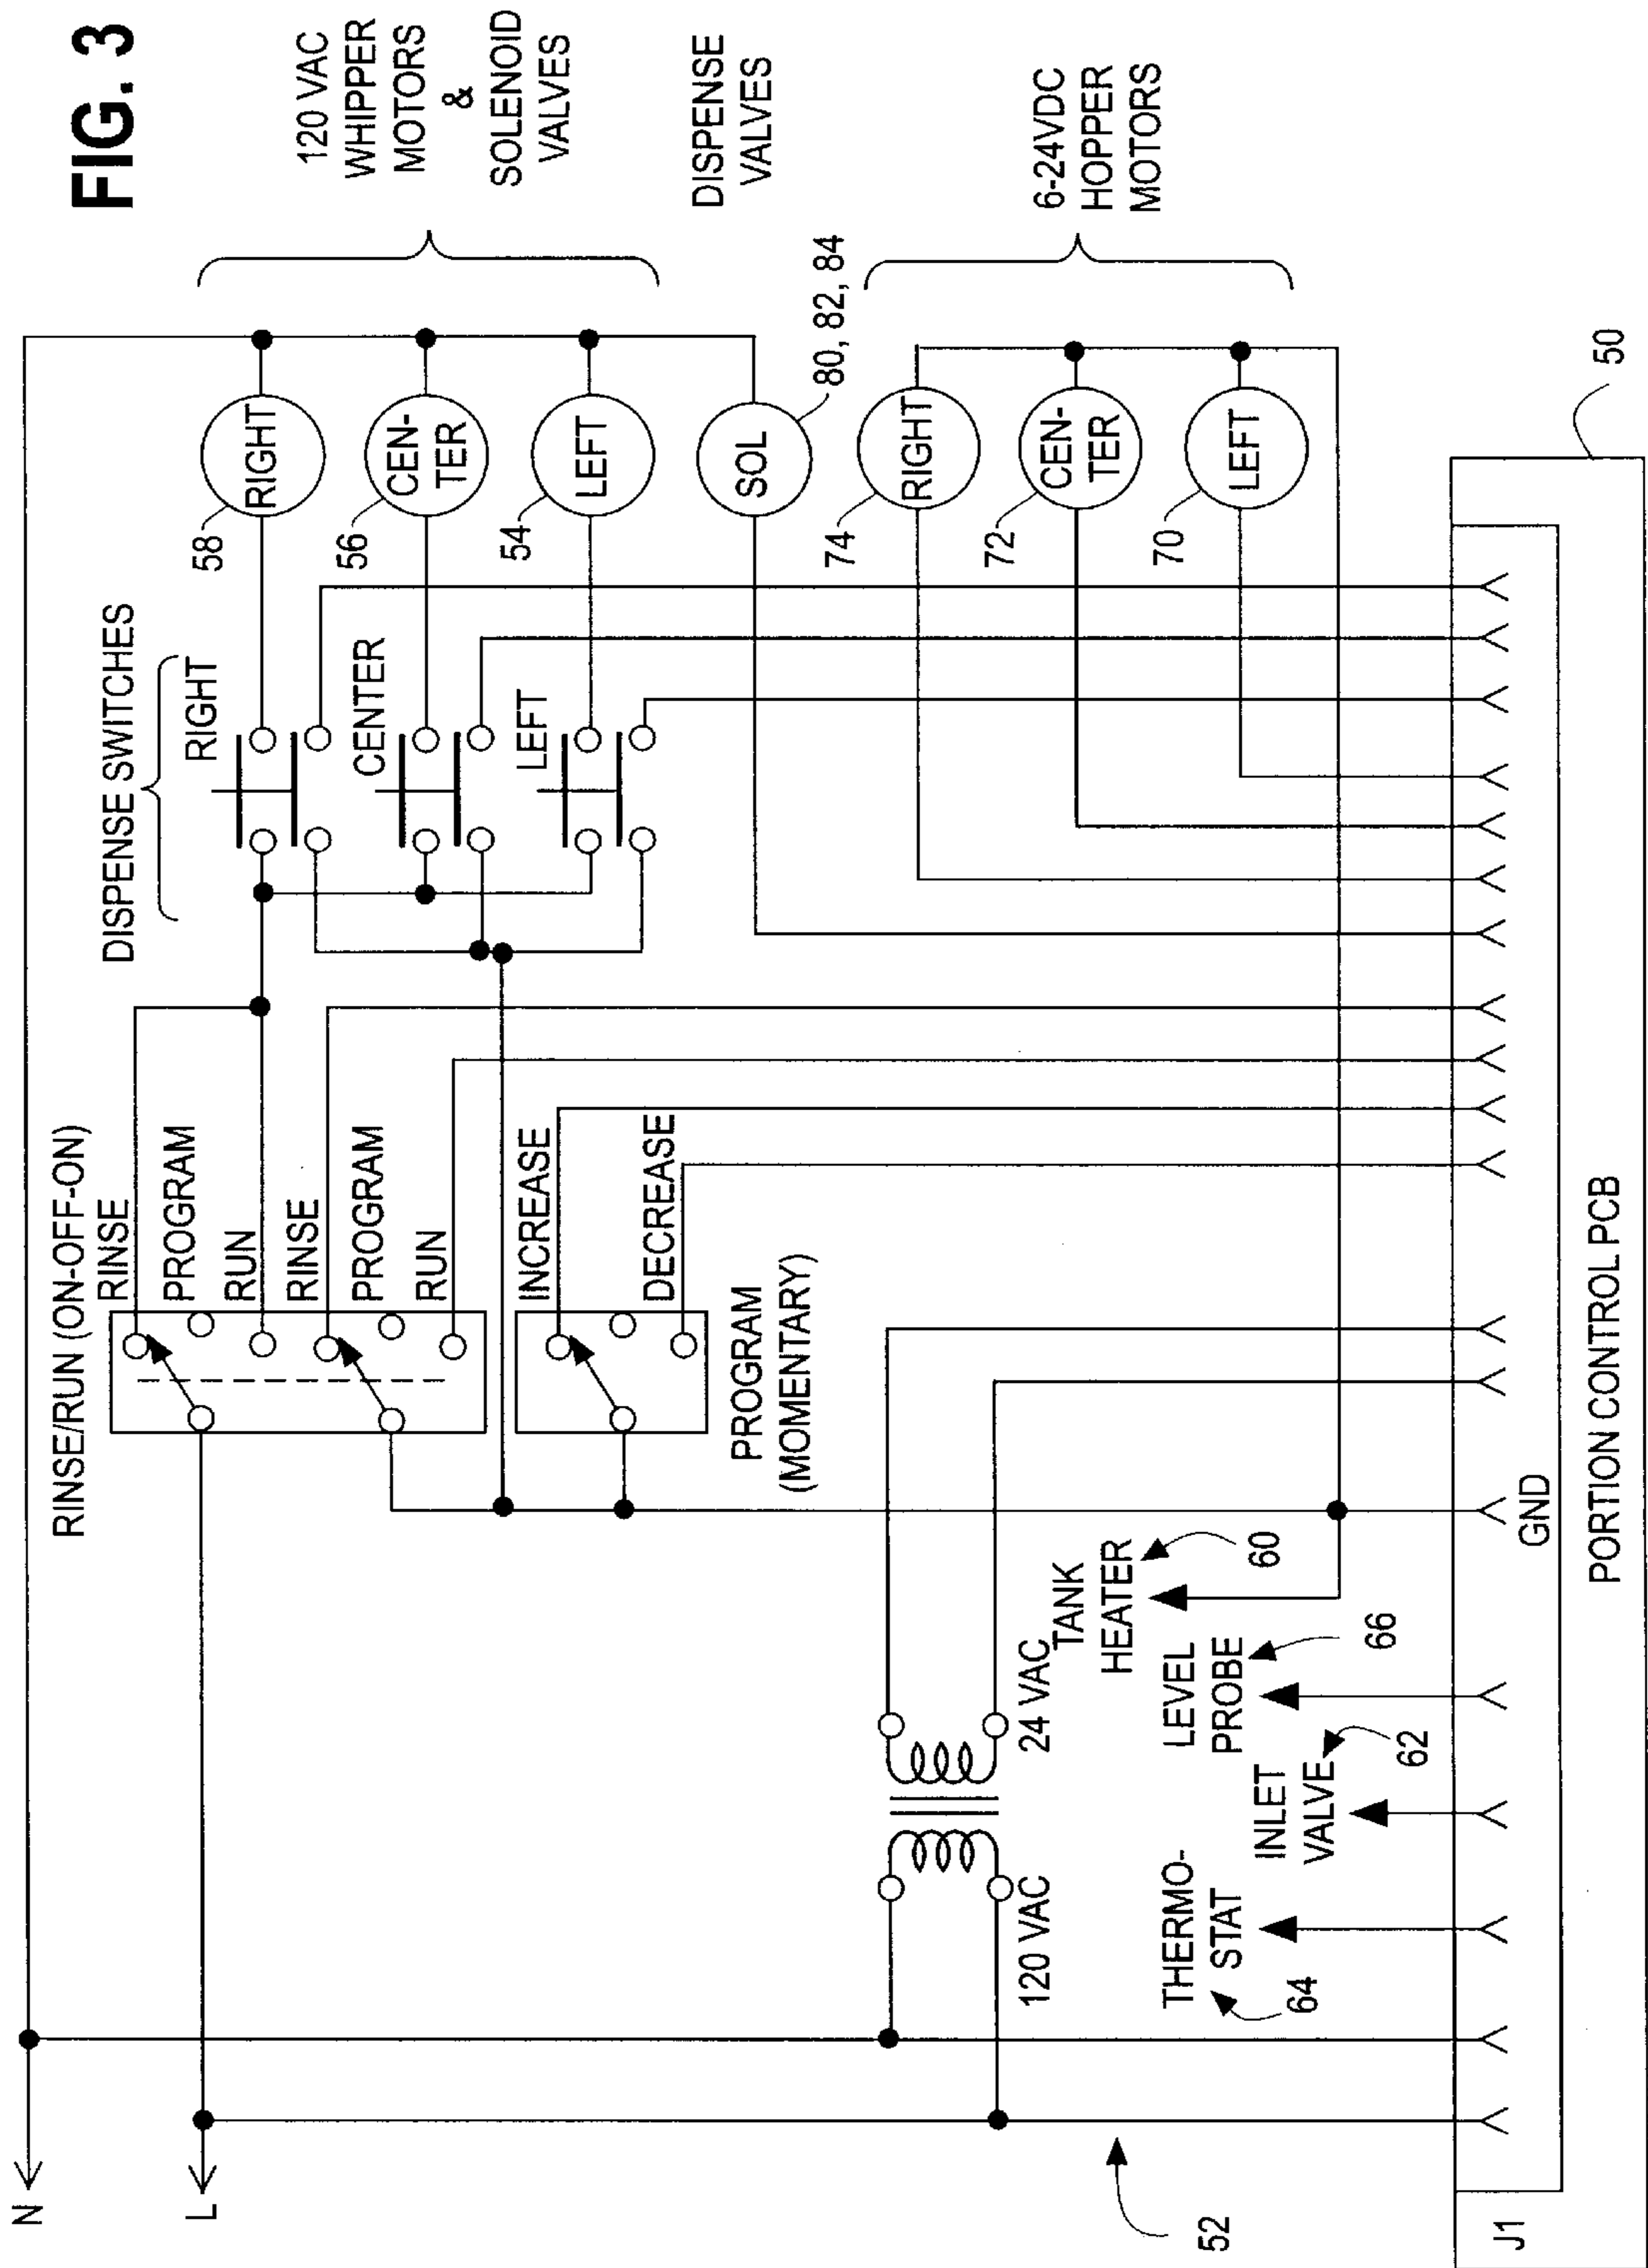 FIG. 3
120 VAC
WHIPPER
MOTORS
&
SOLENOID
VALVES
DISPENSE
VALVES
6-24VDC
HOPPER
MOTORS
N
L
RINSE/RUN (ON-OFF-ON)
RINSE
PROGRAM
RUN
RINSE
PROGRAM
RUN
INCREASE
DECREASE
PROGRAM
(MOMENTARY)
DISPENSE SWITCHES
RIGHT
CENTER
LEFT
58
RIGHT
56
CEN-
TER
54
LEFT
SOL
80, 82, 84
74
RIGHT
72
CEN-
TER
70
LEFT
120 VAC
24 VAC
THERMO-
STAT
64
INLET
VALVE
62
LEVEL
PROBE
66
TANK
HEATER
60
GND
52
J1
PORTION CONTROL PCB
50